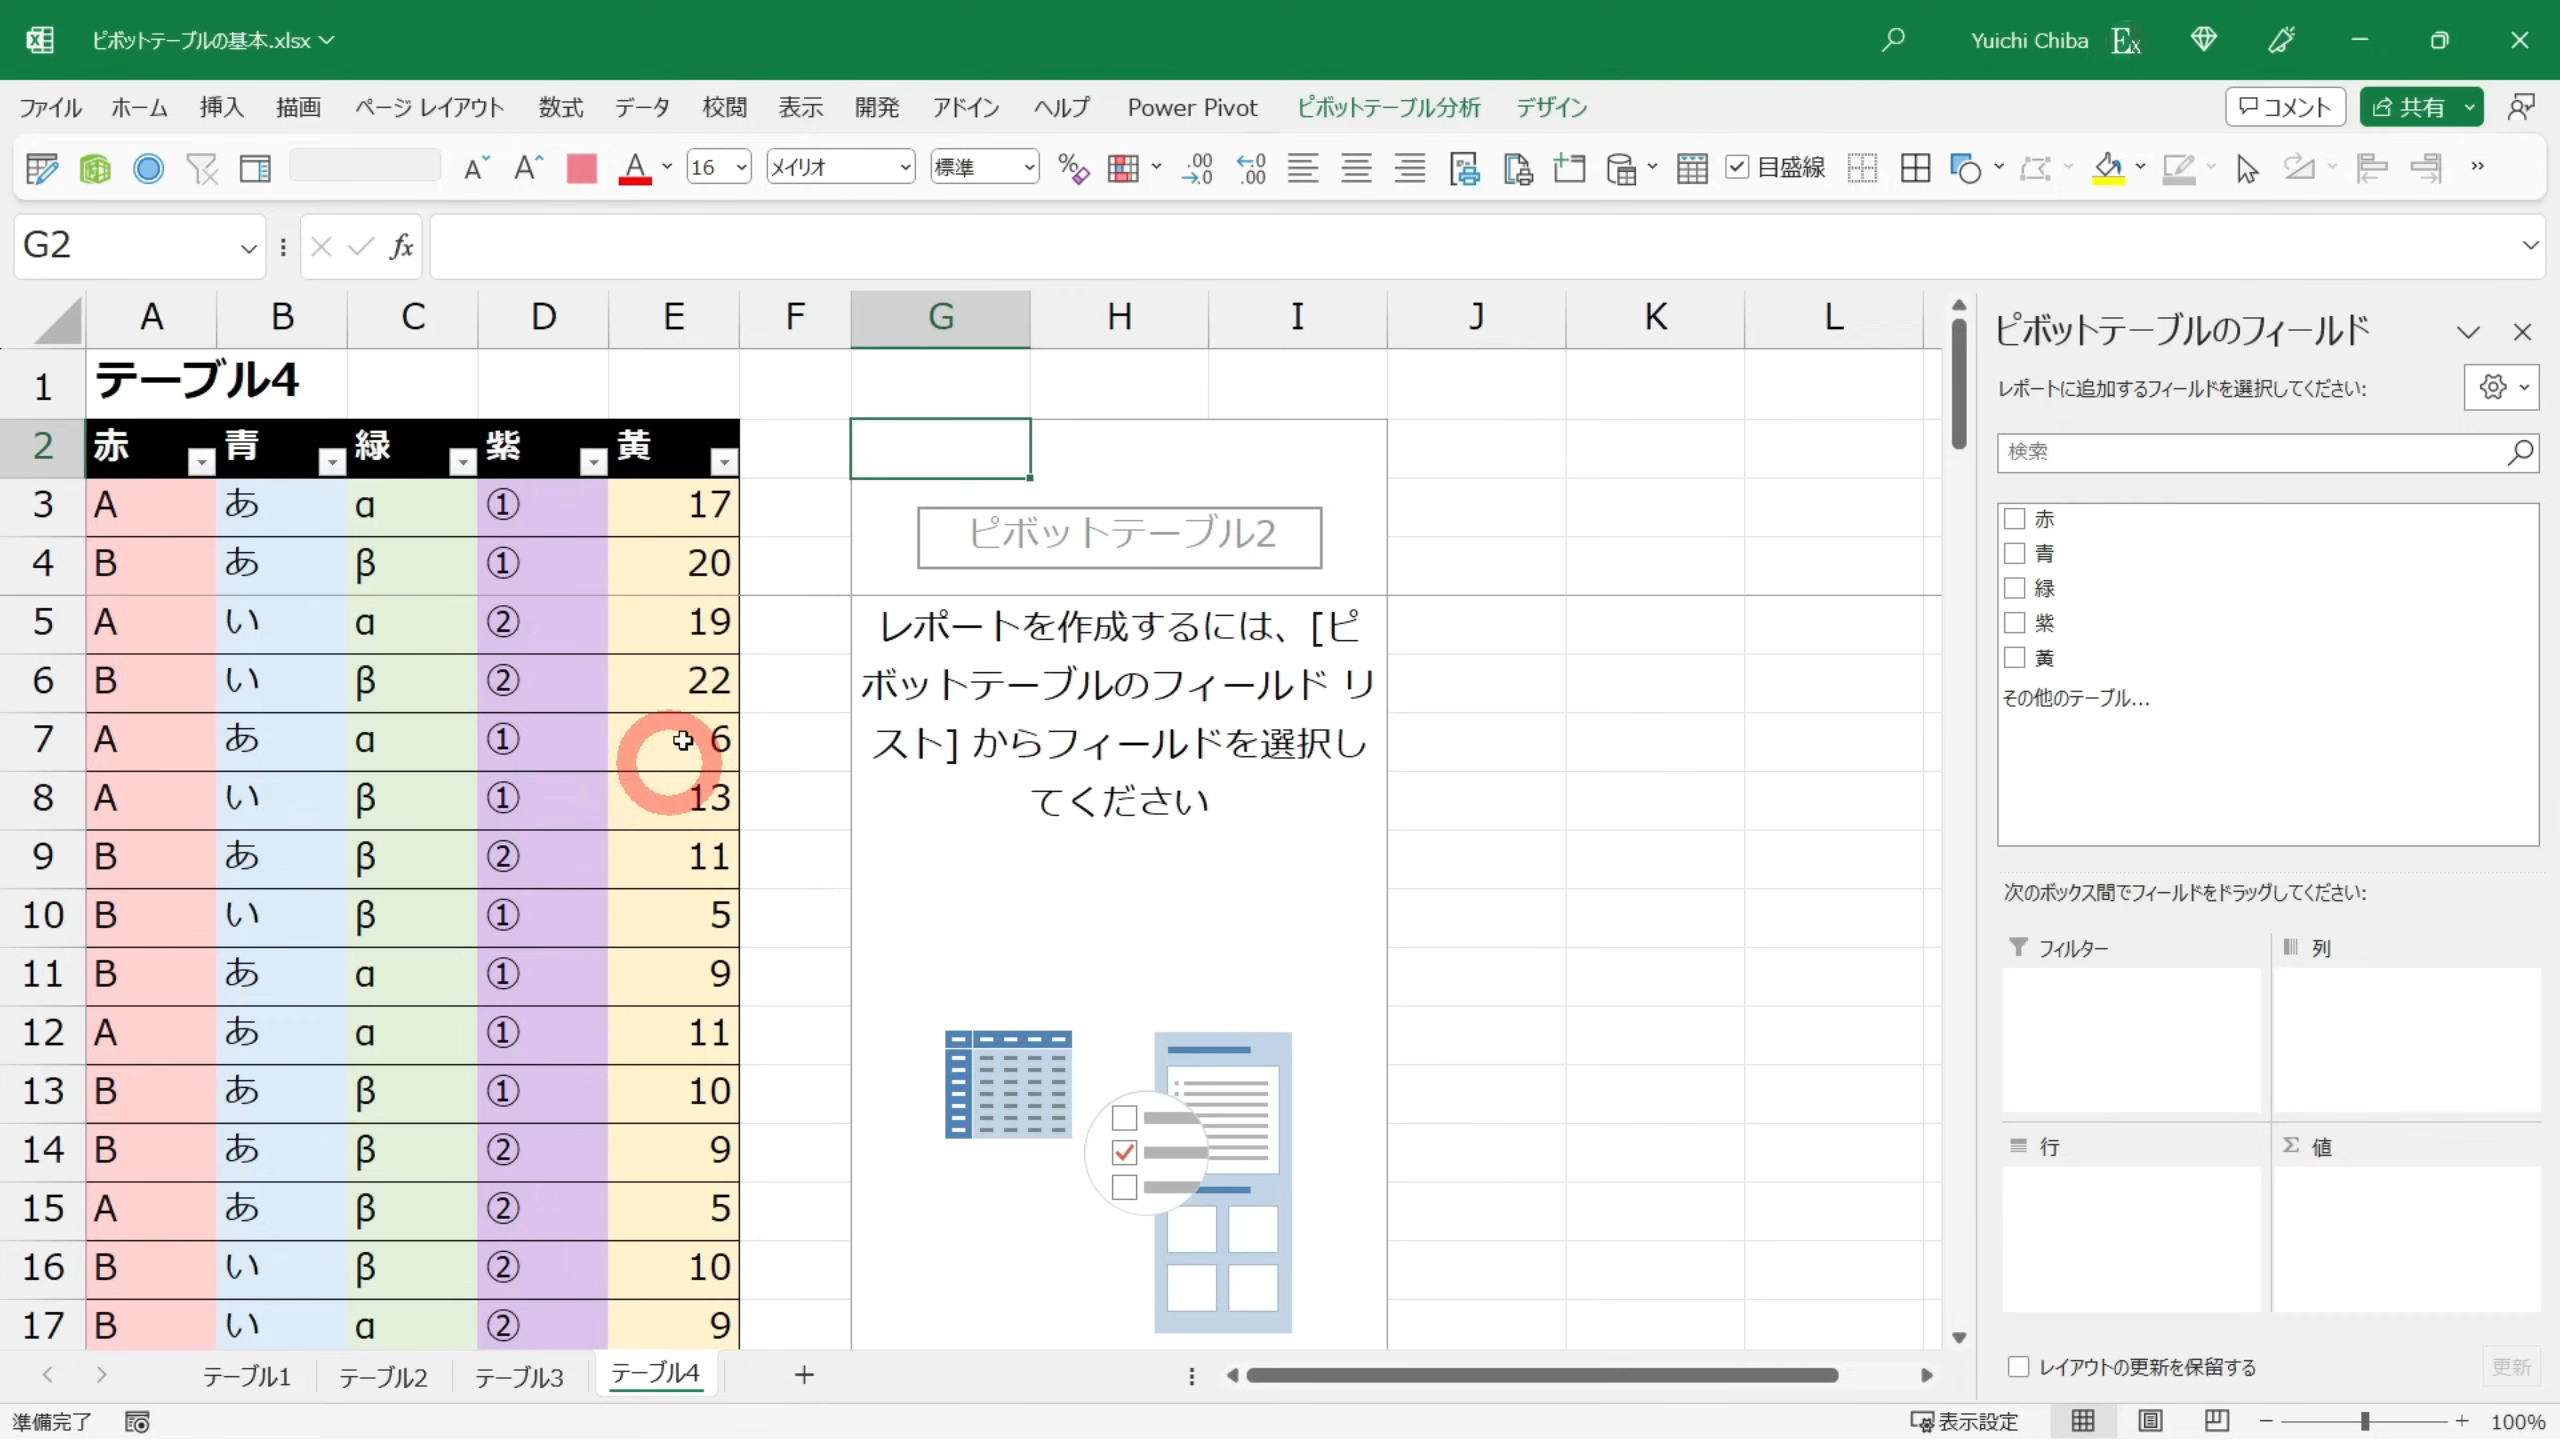 ピボットテーブルの基本.xlsx
Yuichi Chiba
Ex
ファイル ホーム 挿入 描画 ページ レイアウト 数式 データ 校閲 表示 開発 アドイン ヘルプ Power Pivot ピボットテーブル分析 デザイン コメント 共有
16 メイリオ 標準 目盛線
G2
fx
A B C D E F G H I J K L
1 テーブル4
2 赤 青 緑 紫 黄
3 A あ α ① 17
4 B あ β ① 20
5 A い α ② 19
6 B い β ② 22
7 A あ α ① 6
8 A い β ① 13
9 B あ β ② 11
10 B い β ① 5
11 B あ α ① 9
12 A あ α ① 11
13 B あ β ① 10
14 B あ β ② 9
15 A あ β ② 5
16 B い β ② 10
17 B い α ② 9
ピボットテーブル2
レポートを作成するには、[ピ
ボットテーブルのフィールド リ
スト] からフィールドを選択し
てください
ピボットテーブルのフィールド
レポートに追加するフィールドを選択してください:
検索
赤
青
緑
紫
黄
その他のテーブル...
次のボックス間でフィールドをドラッグしてください:
フィルター
列
行
Σ 値
レイアウトの更新を保留する
更新
テーブル1 テーブル2 テーブル3 テーブル4
準備完了
表示設定
100%